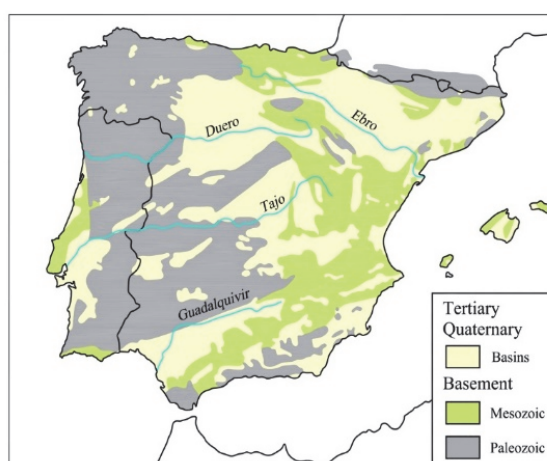 Duero
Ebro
Tajo
Guadalquivir
Tertiary
Quaternary
Basins
Basement
Mesozoic
Paleozoic